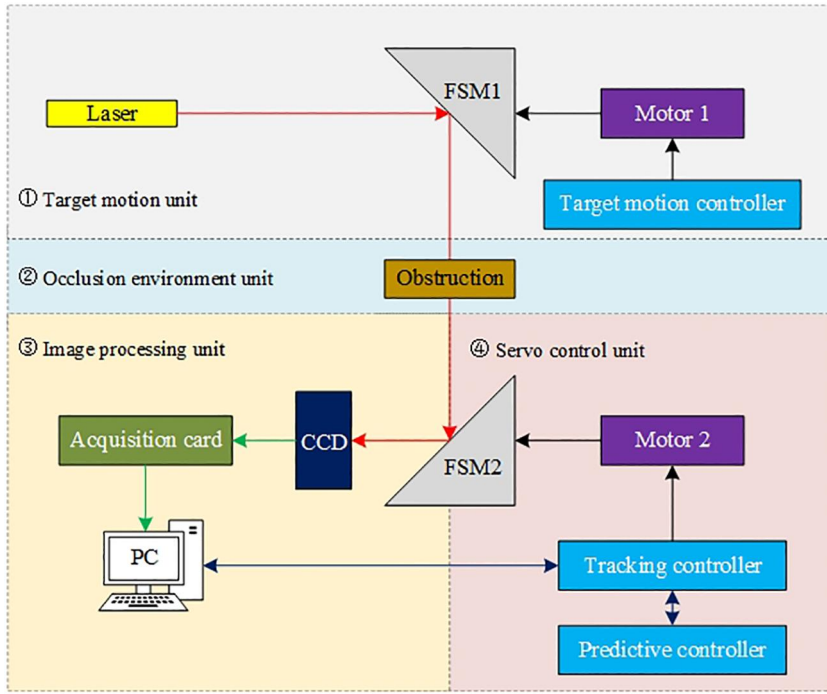 FSM1
Laser
Motor 1
① Target motion unit
Target motion controller
② Occlusion environment unit
Obstruction
③ Image processing unit
④ Servo control unit
Acquisition card
CCD
FSM2
Motor 2
PC
Tracking controller
Predictive controller